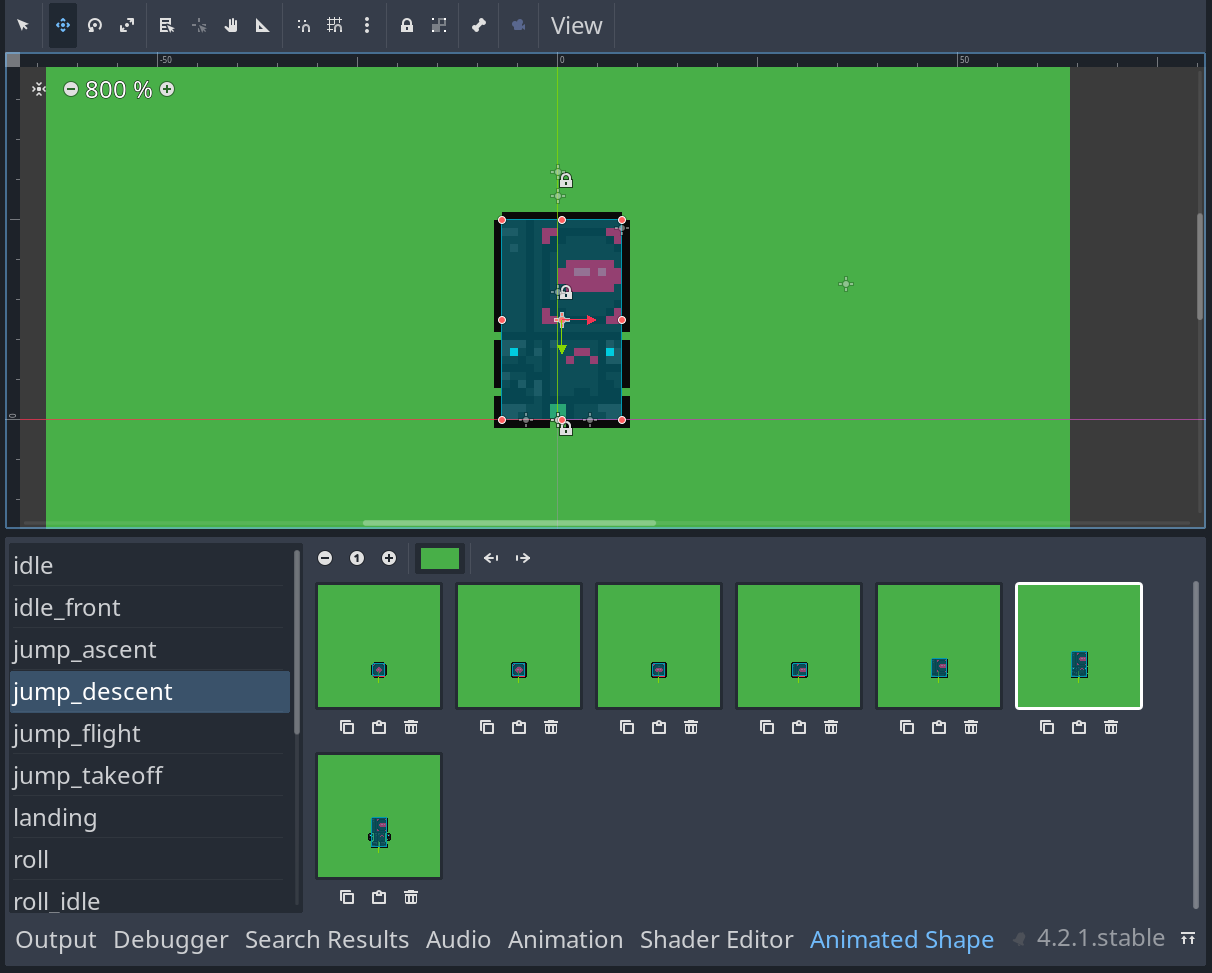 View
-50
0
50
800 %
0
idle
idle_front
jump_ascent
jump_descent
jump_flight
jump_takeoff
landing
roll
roll_idle
1
Output Debugger Search Results Audio Animation Shader Editor Animated Shape 4.2.1.stable